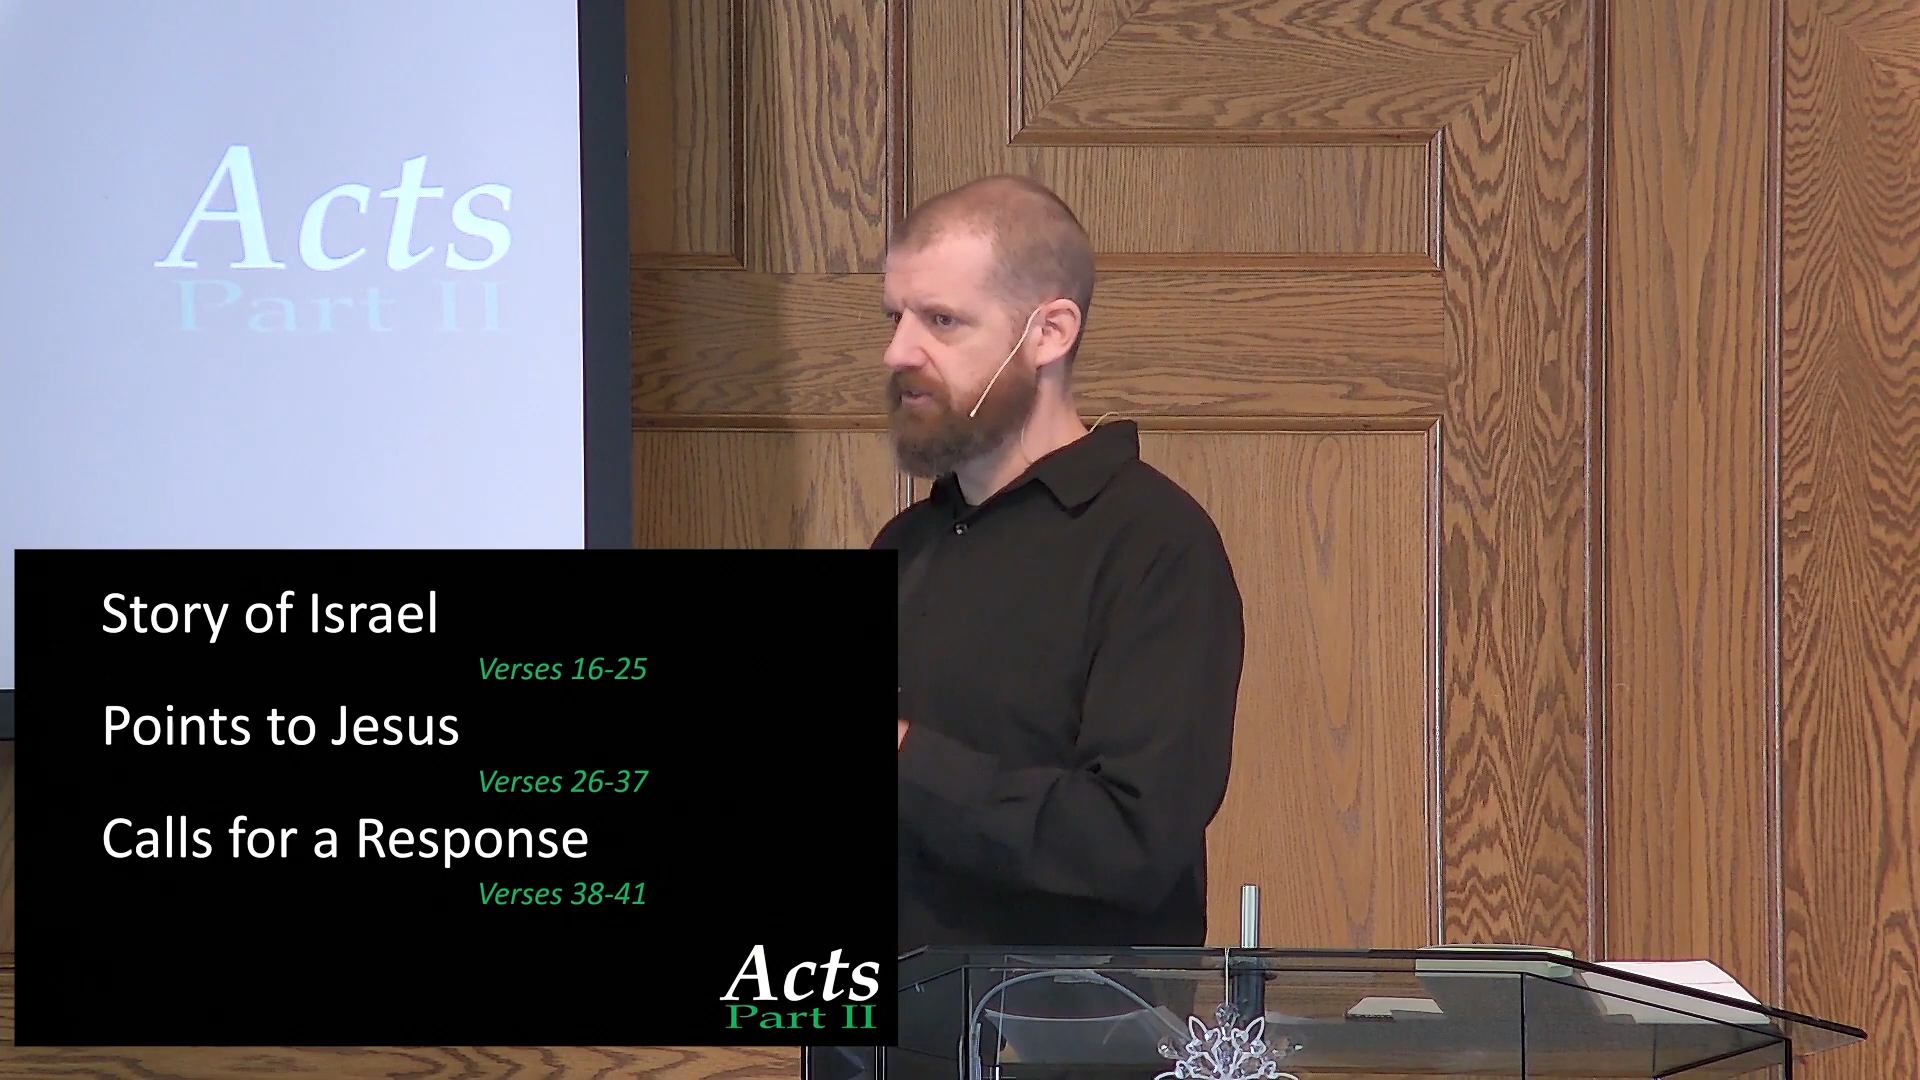 Acts
Part II
Story of Israel
Verses 16-25
Points to Jesus
Verses 26-37
Calls for a Response
Verses 38-41
Acts
Part II